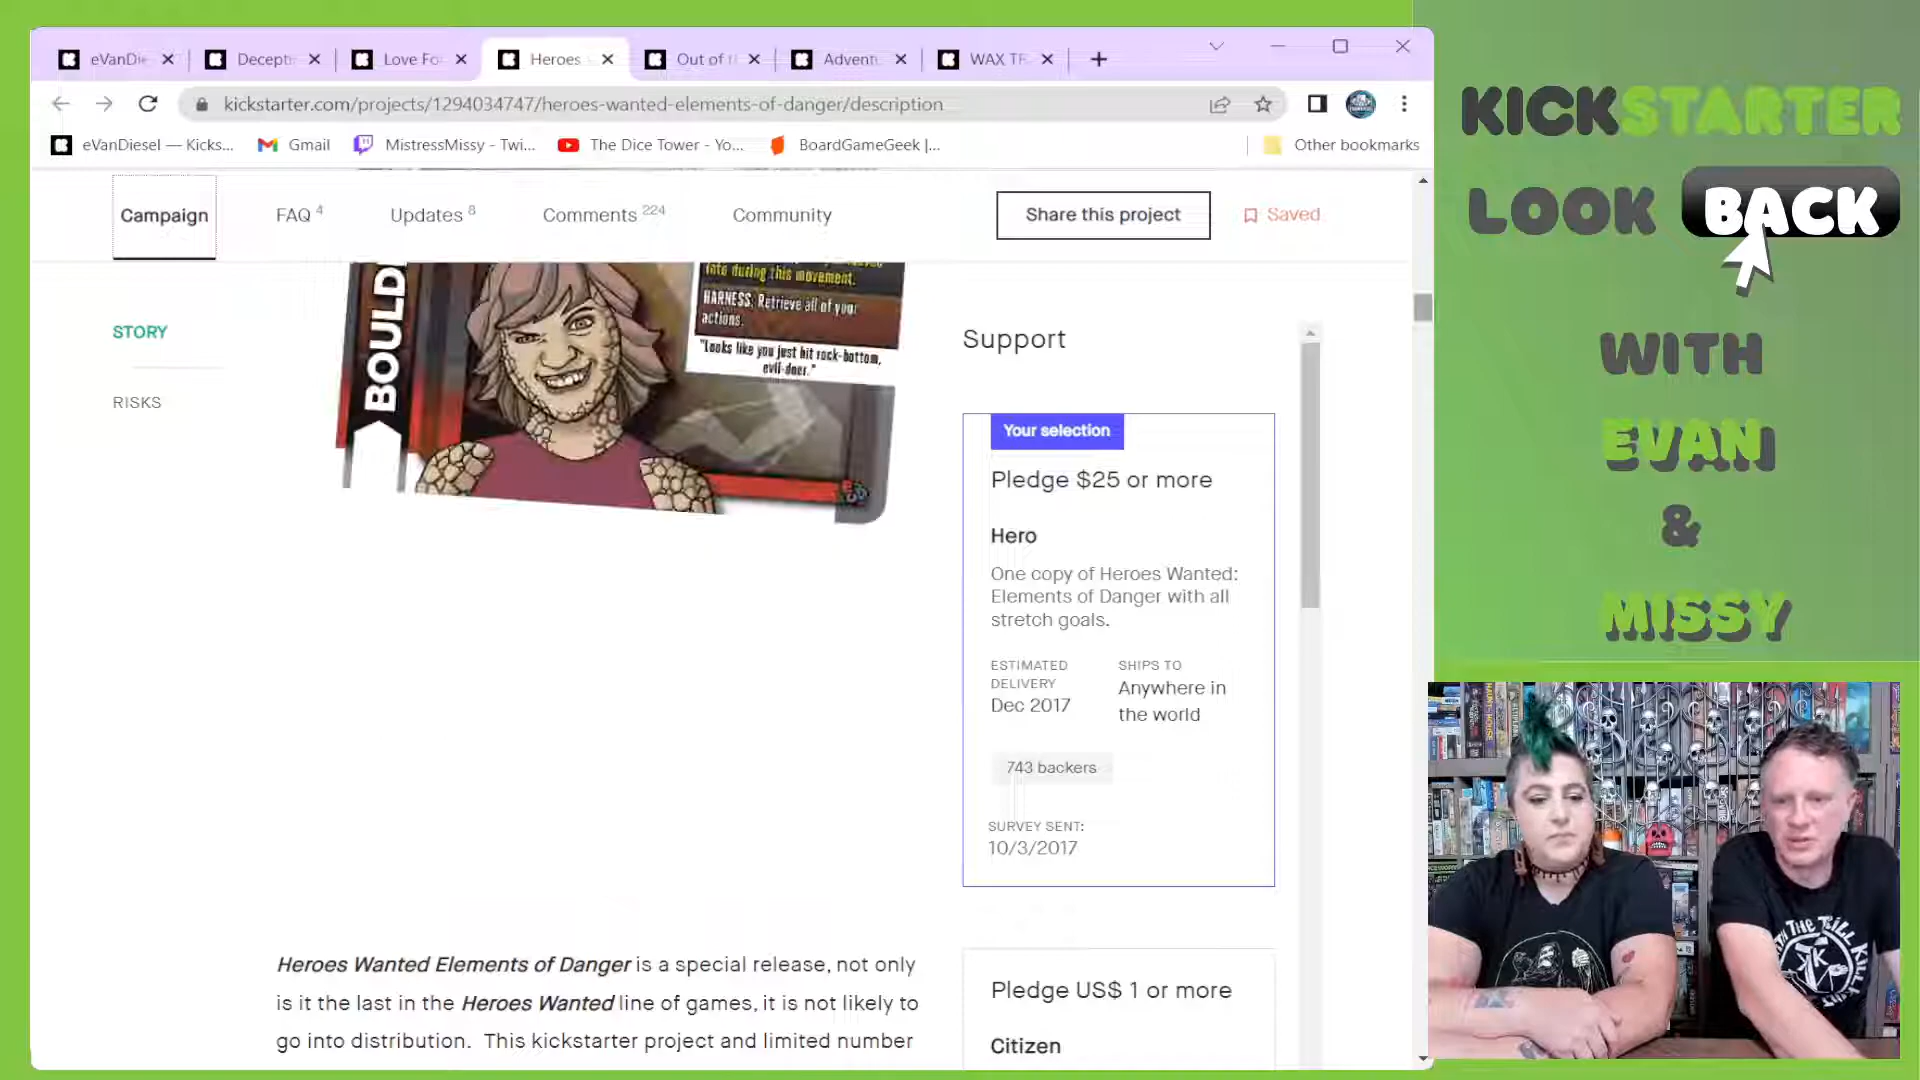 eVanDie
Decepti
Love Fo
Heroes
Out of t
Advent
WAX TR
kickstarter.com/projects/1294034747/heroes-wanted-elements-of-danger/description
eVanDiesel — Kicks...
Gmail
MistressMissy - Twi...
The Dice Tower - Yo...
BoardGameGeek |...
Other bookmarks
Campaign
FAQ 4
Updates 8
Comments 224
Community
Share this project
Saved
STORY
RISKS
BOULD
into during this movement.
HARNESS: Retrieve all of your
actions.
"Looks like you just hit rock-bottom,
evil-doer."
Support
Your selection
Pledge $25 or more
Hero
One copy of Heroes Wanted:
Elements of Danger with all
stretch goals.
ESTIMATED
DELIVERY
Dec 2017
SHIPS TO
Anywhere in
the world
743 backers
SURVEY SENT:
10/3/2017
Heroes Wanted Elements of Danger is a special release, not only
is it the last in the Heroes Wanted line of games, it is not likely to
go into distribution. This kickstarter project and limited number
Pledge US$ 1 or more
Citizen
KICKSTARTER
LOOK BACK
WITH
EVAN
&
MISSY